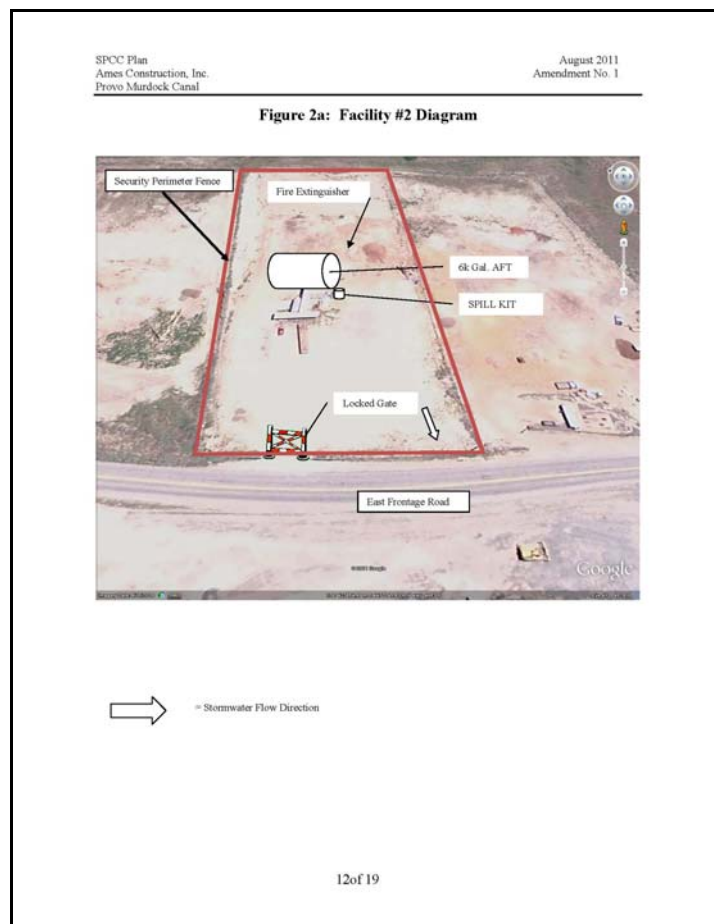 SPCC Plan
Ames Construction, Inc.
Provo Murdock Canal
August 2011
Amendment No. 1
Figure 2a: Facility #2 Diagram
Security Perimeter Fence
Fire Extinguisher
6k Gal. AFT
SPILL KIT
Locked Gate
East Frontage Road
©2011 Google
Google
= Stormwater Flow Direction
12of 19